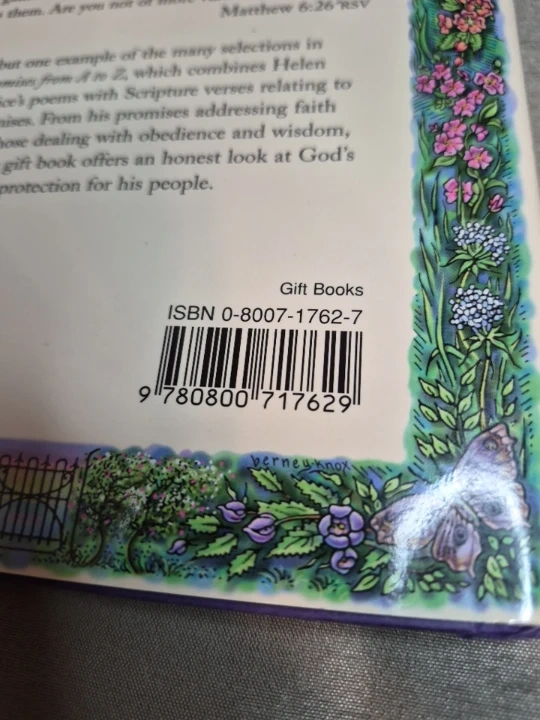 them. Are you not of more
Matthew 6:26 RSV
but one example of the many selections in
from A to Z, which combines Helen
poems with Scripture verses relating to
From his promises addressing faith
dealing with obedience and wisdom,
gift book offers an honest look at God's
protection for his people.
Gift Books
ISBN 0-8007-1762-7
9 780800 717629
berney knox